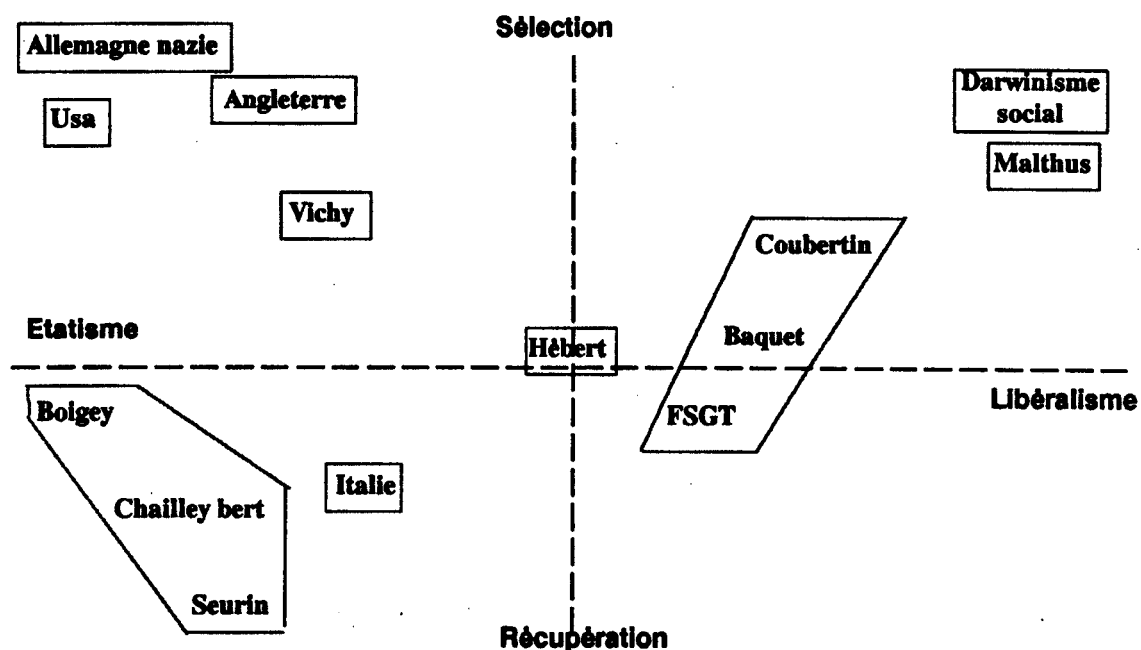 Sélection
Allemagne nazie
Angleterre
Usa
Darwinisme
social
Malthus
Vichy
Coubertin
Etatisme
Hébert
Baquet
Libéralisme
Boigey
FSGT
Italie
Chailley bert
Seurin
Récupération